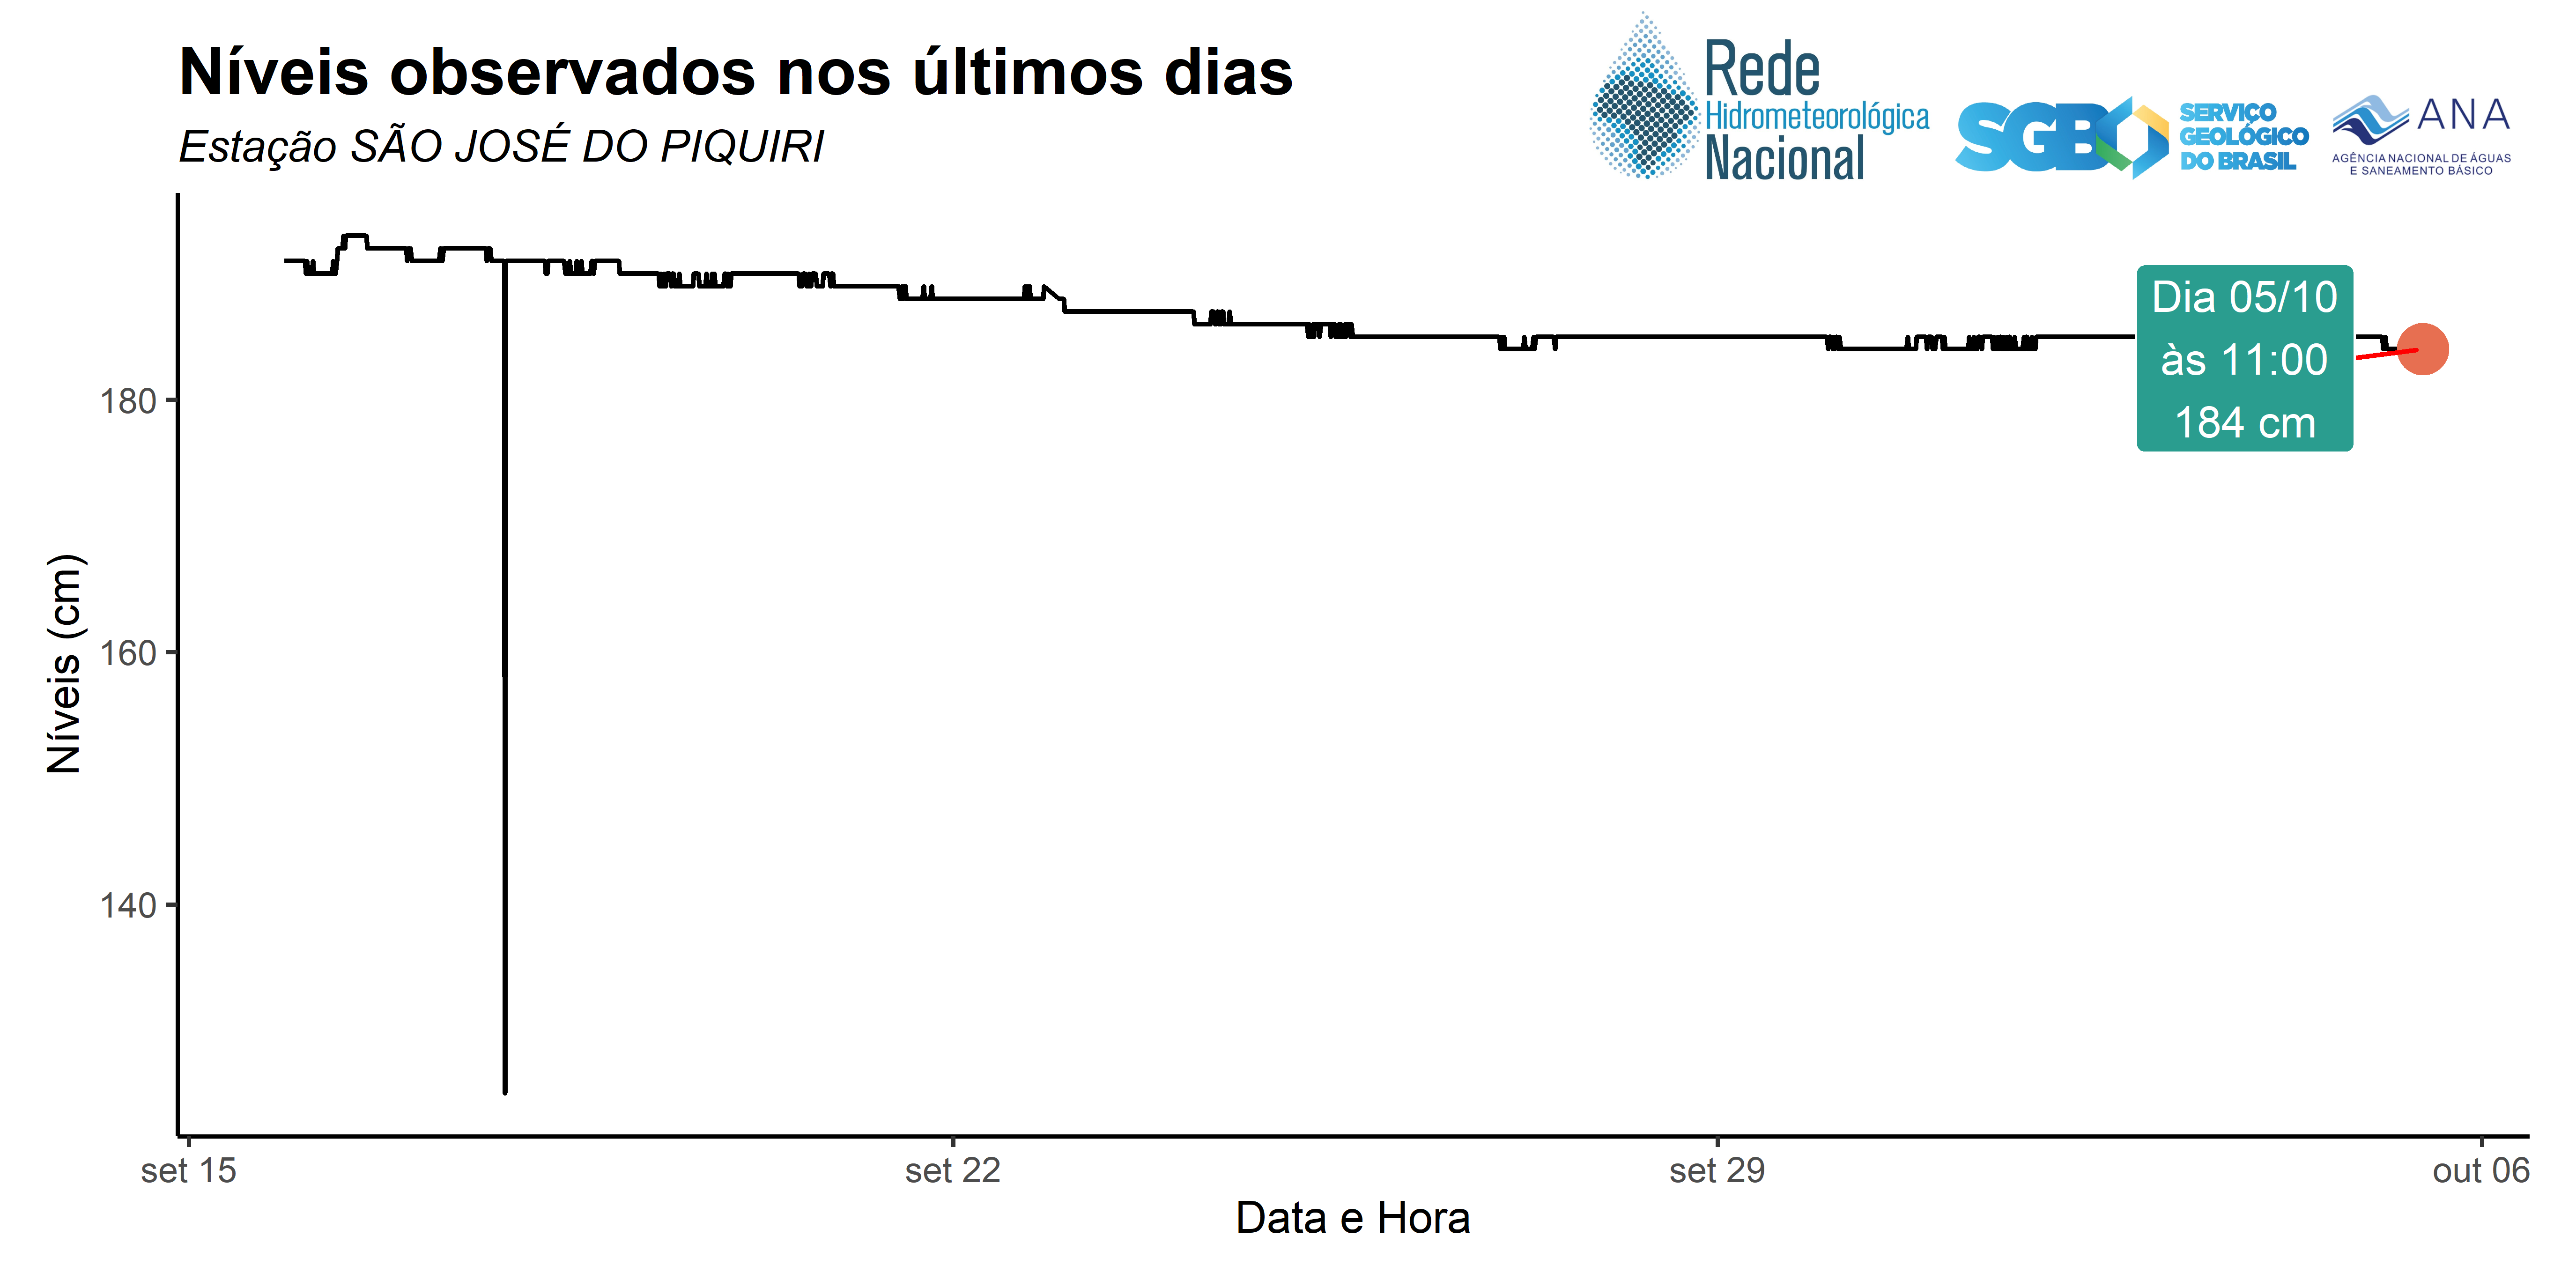 Níveis observados nos últimos dias
Estação SÃO JOSÉ DO PIQUIRI
Rede
Hidrometeorológica
Nacional
SGB
SERVIÇO
GEOLÓGICO
DO BRASIL
ANA
AGÊNCIA NACIONAL DE ÁGUAS
E SANEAMENTO BÁSICO
Dia 05/10
às 11:00
184 cm
Níveis (cm)
180
160
140
set 15
set 22
set 29
out 06
Data e Hora